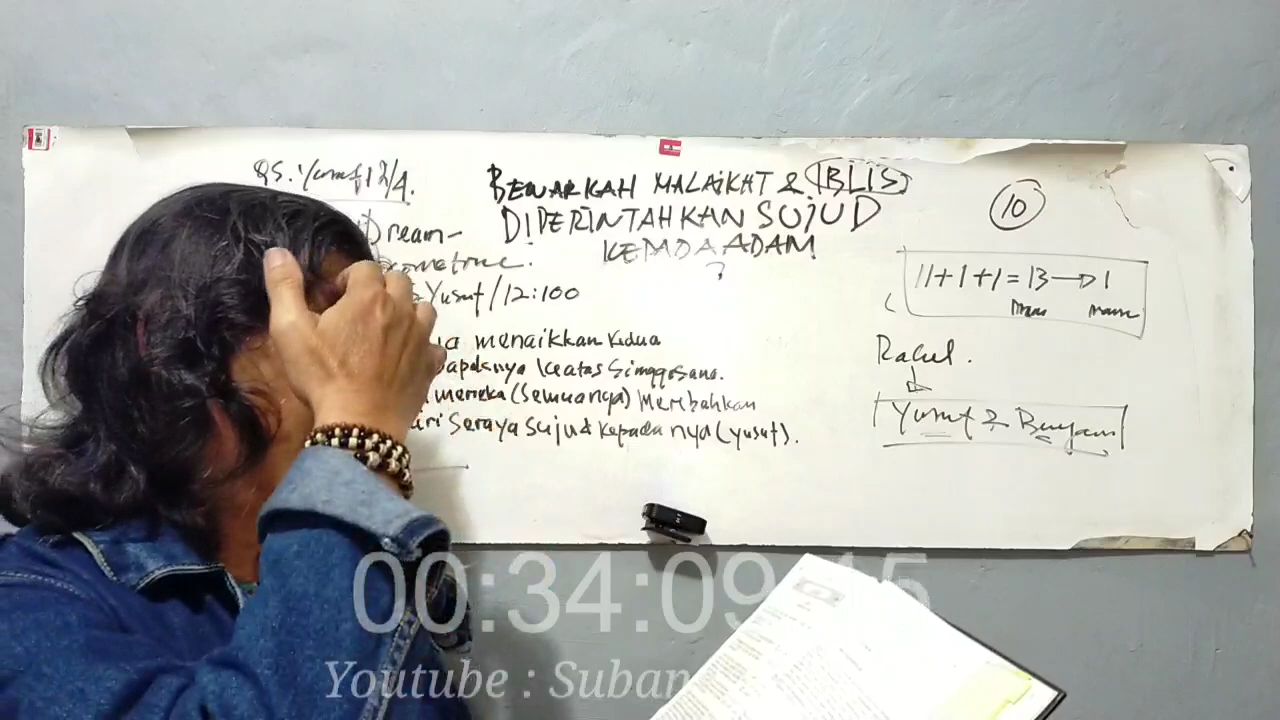 QS. Yusuf 12/4.
Dream-
Yusuf/12:100
menaikkan kedua
keatas singgasana.
mereka (semuanya) merebahkan
seraya sujud kepada nya (yusuf).
BENARKAH MALAIKAT & IBLIS
DIPERINTAHKAN SUJUD
KEPADA ADAM
?
10
11+1+1=13→1
Rahel.
Yusuf & Bunyamin
00:34:09:15
Youtube : Suban